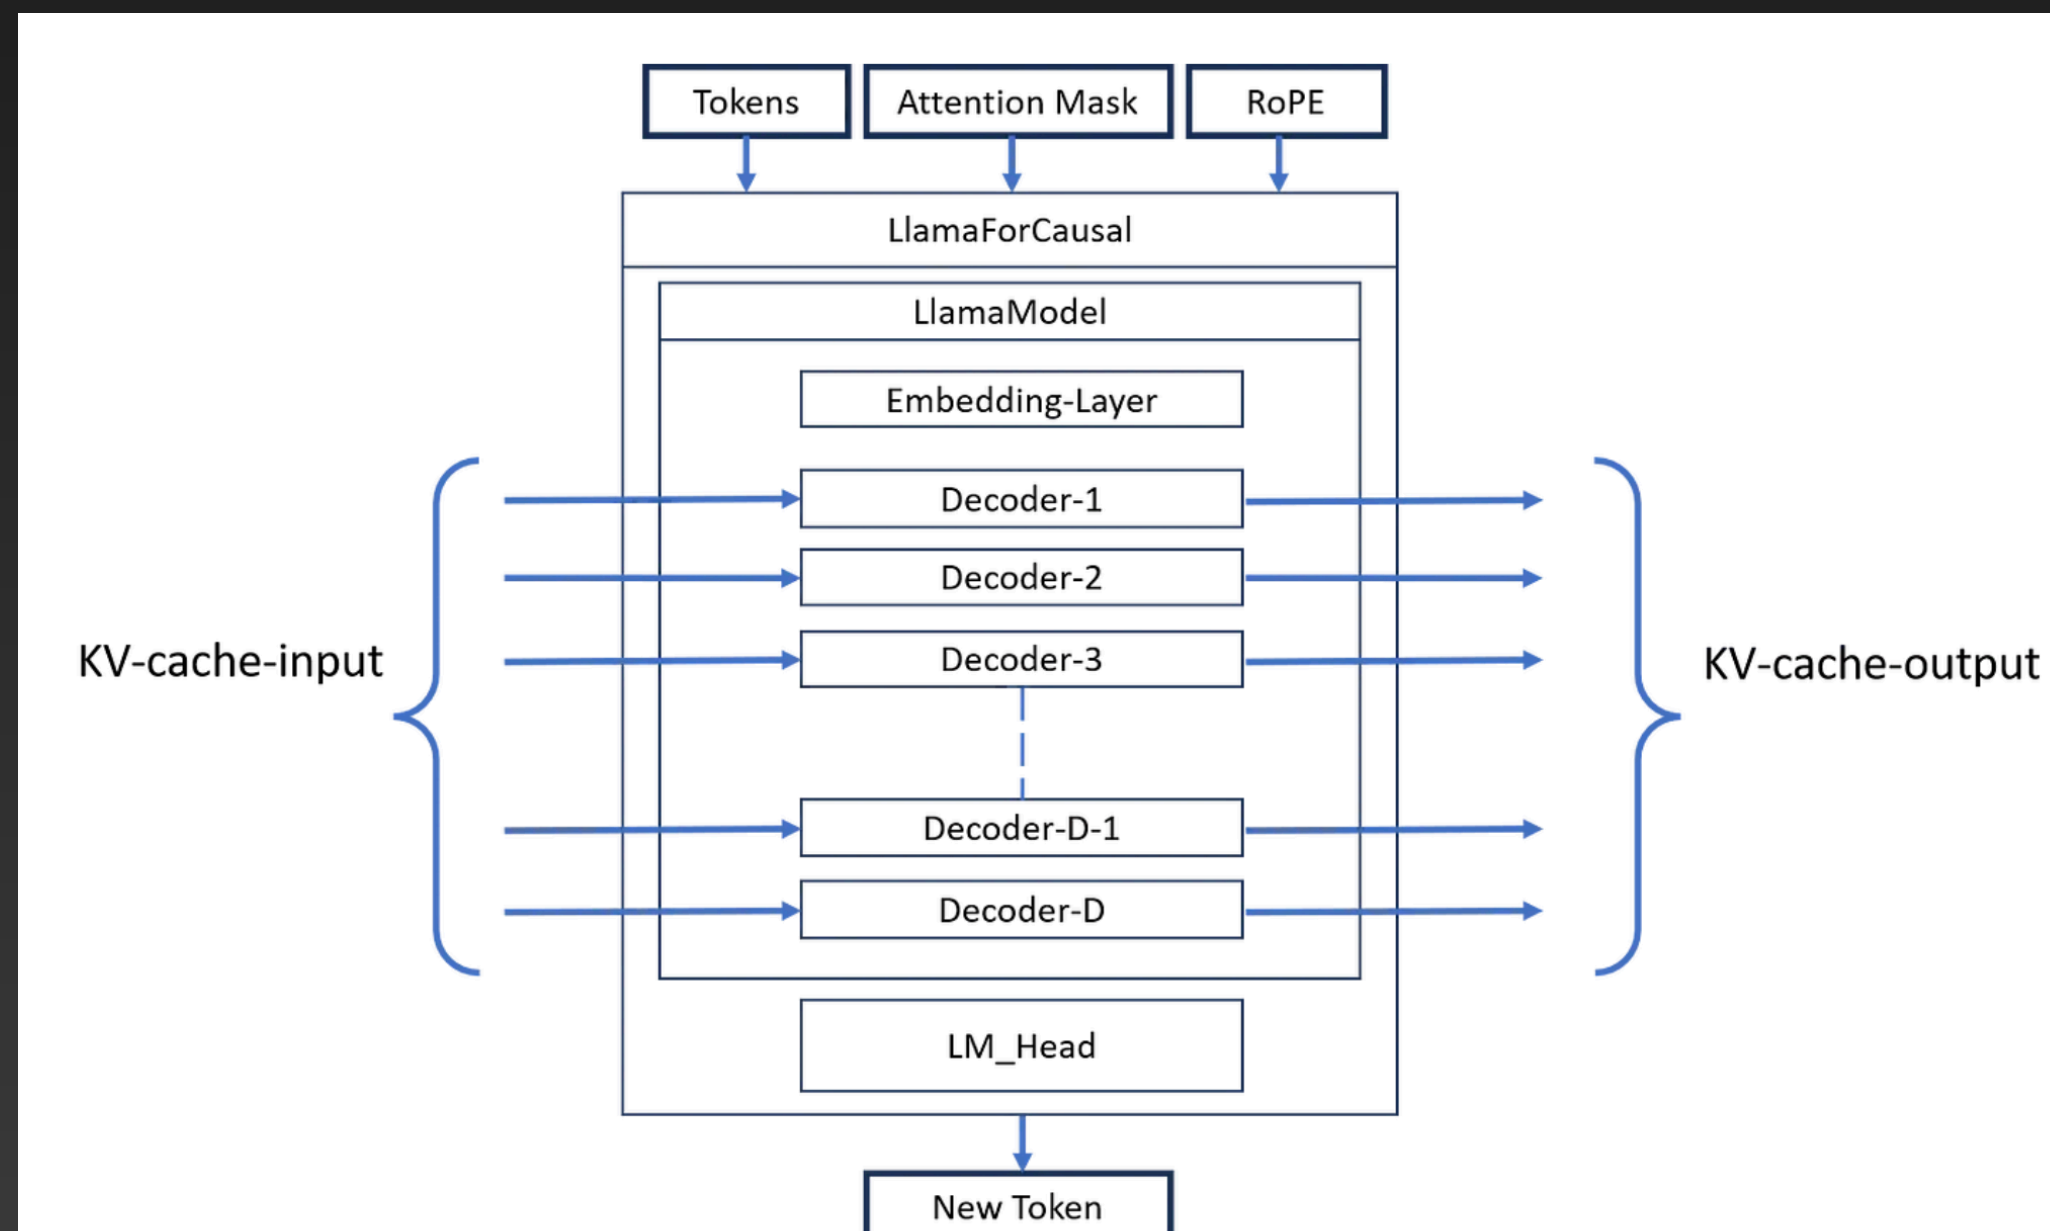 Tokens
Attention Mask
RoPE
LlamaForCausal
LlamaModel
Embedding-Layer
Decoder-1
Decoder-2
Decoder-3
KV-cache-input
KV-cache-output
Decoder-D-1
Decoder-D
LM_Head
New Token